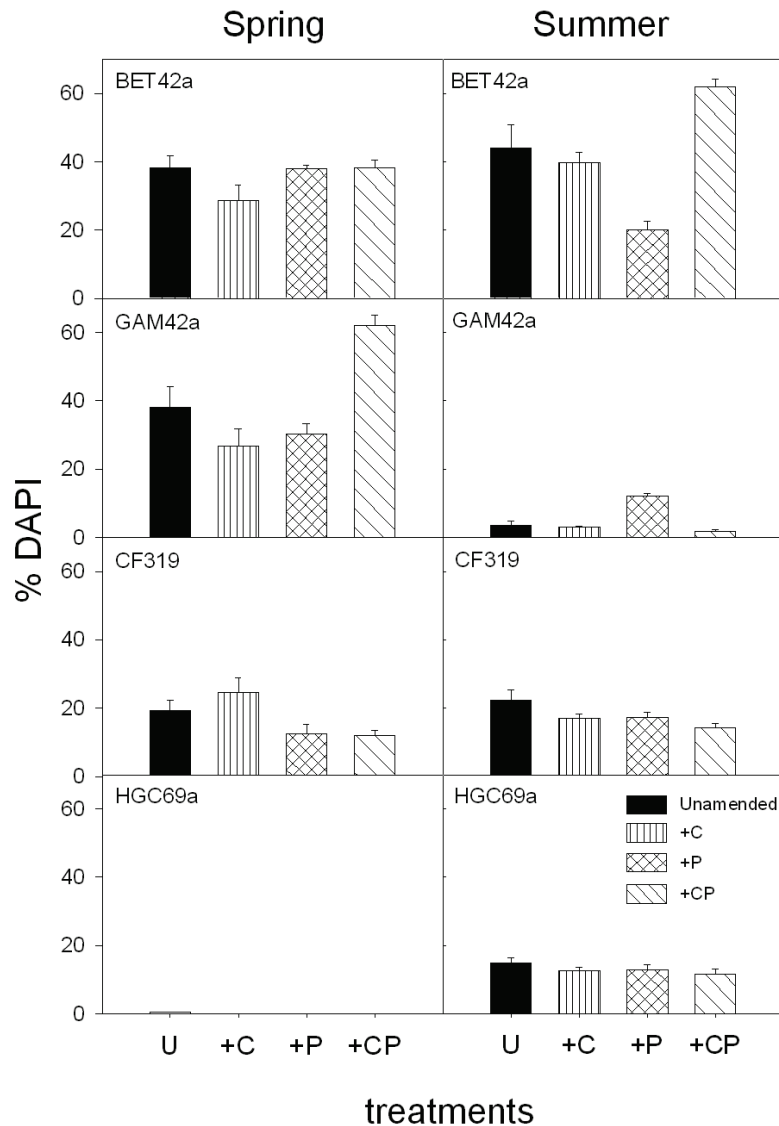 Spring Summer
BET42a BET42a
60
40
20
0
GAM42a GAM42a
60
40
20
0
CF319 CF319
60
40
20
0
HGC69a HGC69a
60
40
20
0
Unamended
+C
+P
+CP
U +C +P +CP U +C +P +CP
% DAPI
treatments